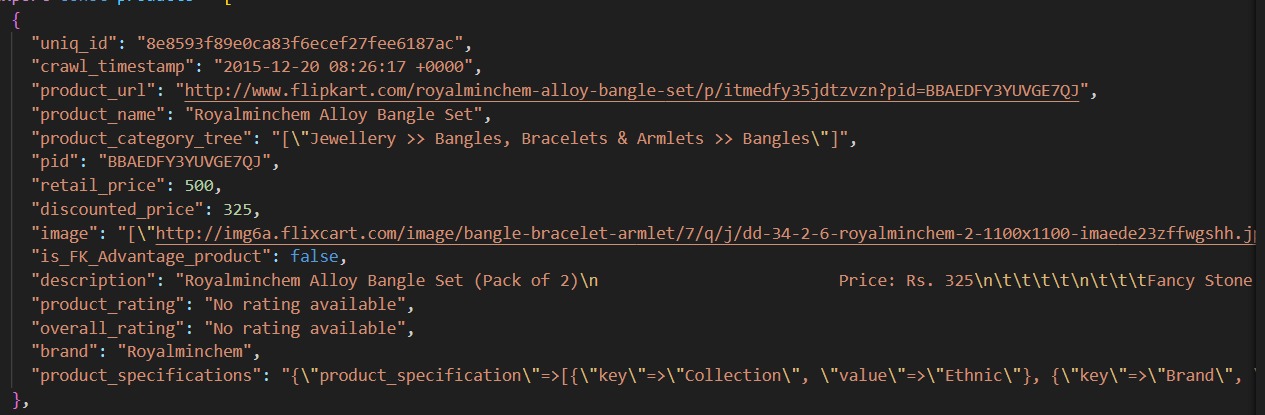 {
"uniq_id": "8e8593f89e0ca83f6ecef27fee6187ac",
"crawl_timestamp": "2015-12-20 08:26:17 +0000",
"product_url": "http://www.flipkart.com/royalminchem-alloy-bangle-set/p/itmedfy35jdtzvzn?pid=BBAEDFY3YUVGE7QJ",
"product_name": "Royalminchem Alloy Bangle Set",
"product_category_tree": "[\"Jewellery >> Bangles, Bracelets & Armlets >> Bangles\"]",
"pid": "BBAEDFY3YUVGE7QJ",
"retail_price": 500,
"discounted_price": 325,
"image": "[\"http://img6a.flixcart.com/image/bangle-bracelet-armlet/7/q/j/dd-34-2-6-royalminchem-2-1100x1100-imaede23zffwgshh.j
"is_FK_Advantage_product": false,
"description": "Royalminchem Alloy Bangle Set (Pack of 2)\n                        Price: Rs. 325\n\t\t\t\t\n\t\t\tFancy Stone
"product_rating": "No rating available",
"overall_rating": "No rating available",
"brand": "Royalminchem",
"product_specifications": "{\"product_specification\"=>[{\"key\"=>\"Collection\", \"value\"=>\"Ethnic\"}, {\"key\"=>\"Brand\",
},